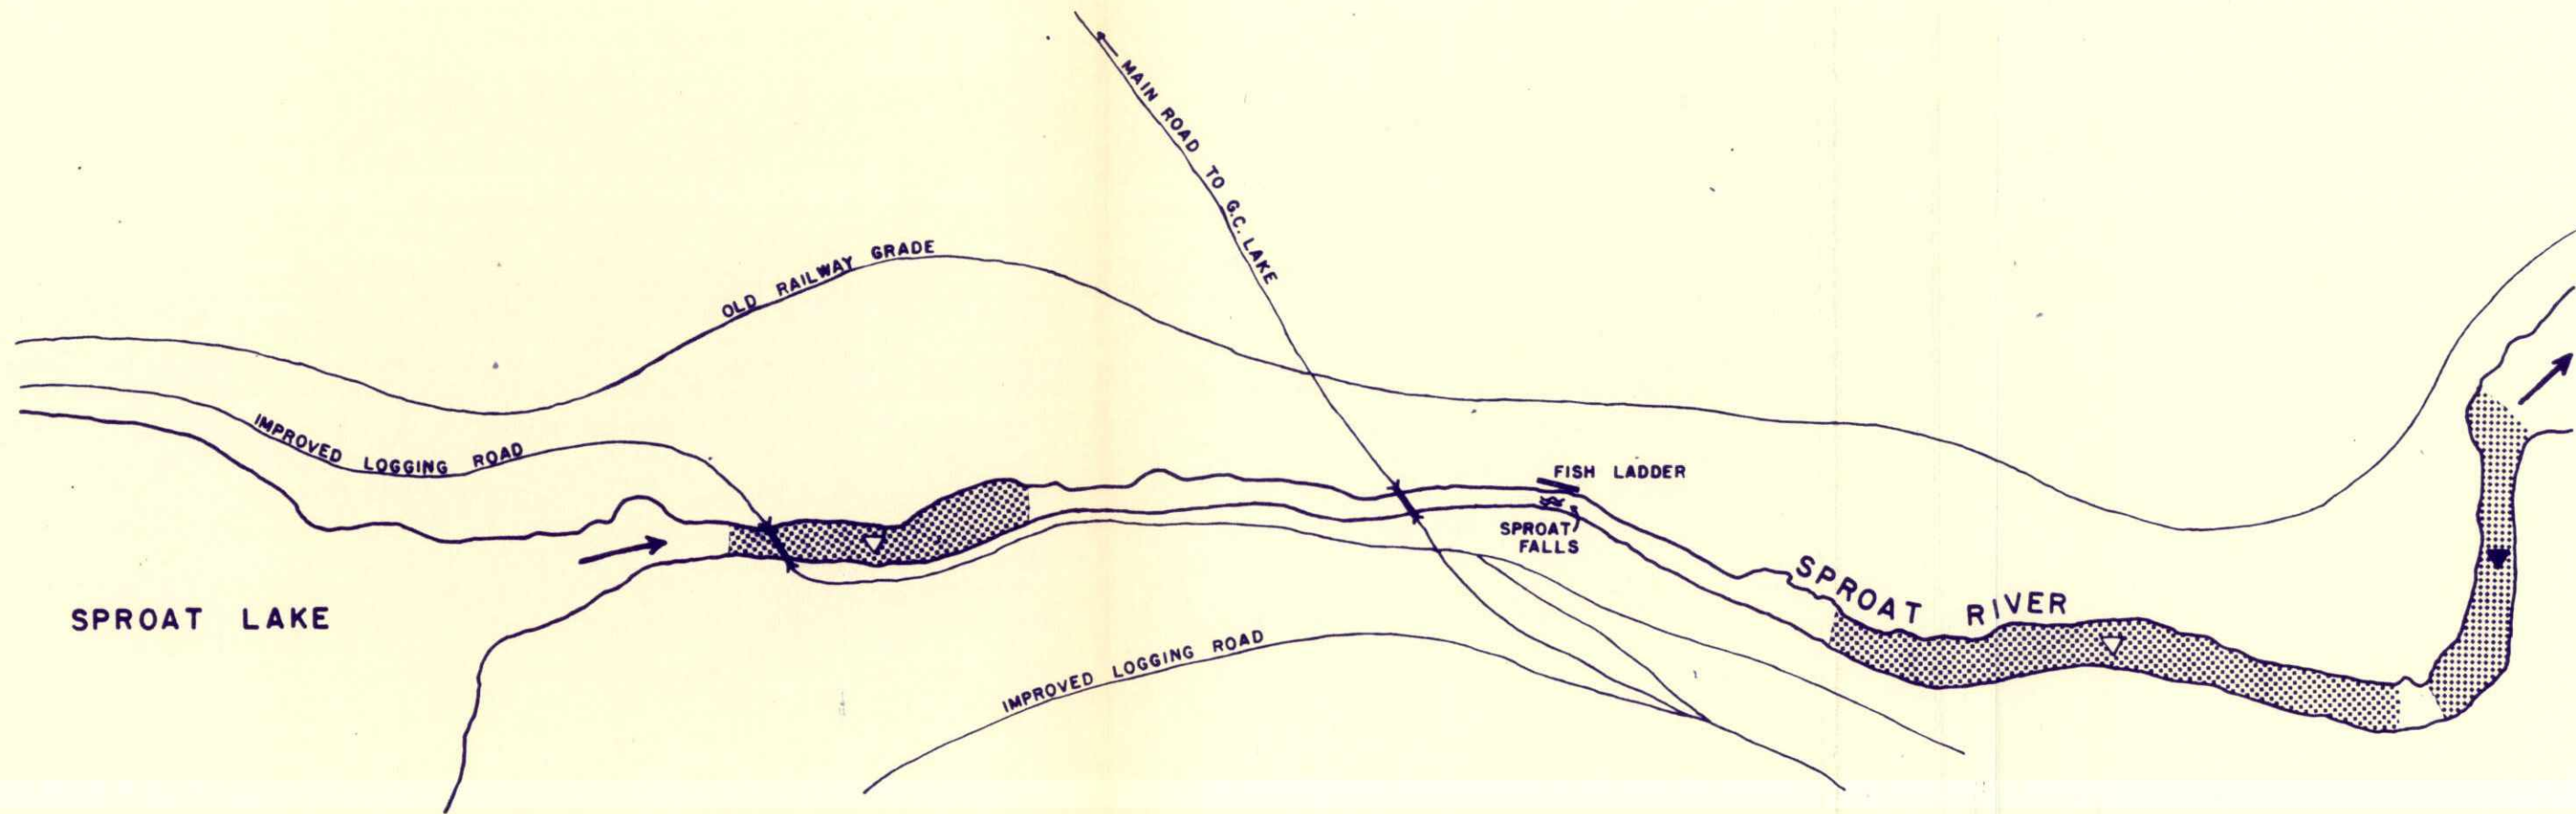 MAIN ROAD TO G.C. LAKE
OLD RAILWAY GRADE
IMPROVED LOGGING ROAD
FISH LADDER
SPROAT
FALLS
SPROAT RIVER
SPROAT LAKE
IMPROVED LOGGING ROAD